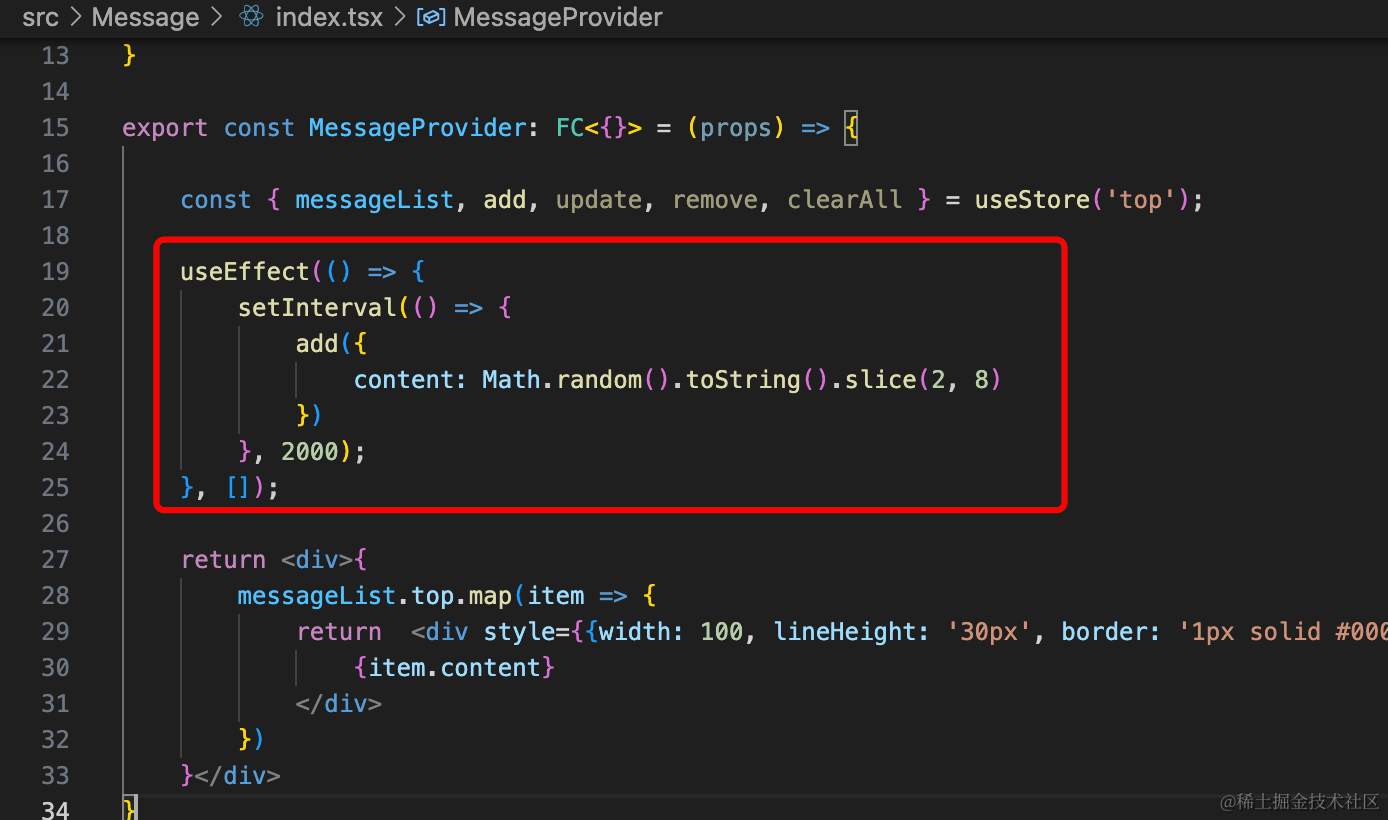 src > Message > index.tsx > MessageProvider
13 }
14
15 export const MessageProvider: FC<{}> = (props) => {
16
17 const { messageList, add, update, remove, clearAll } = useStore('top');
18
19 useEffect(() => {
20 setInterval(() => {
21 add({
22 content: Math.random().toString().slice(2, 8)
23 })
24 }, 2000);
25 }, []);
26
27 return <div>{
28 messageList.top.map(item => {
29 return <div style={{width: 100, lineHeight: '30px', border: '1px solid #000
30 {item.content}
31 </div>
32 })
33 }</div>
34 }
@稀土掘金技术社区